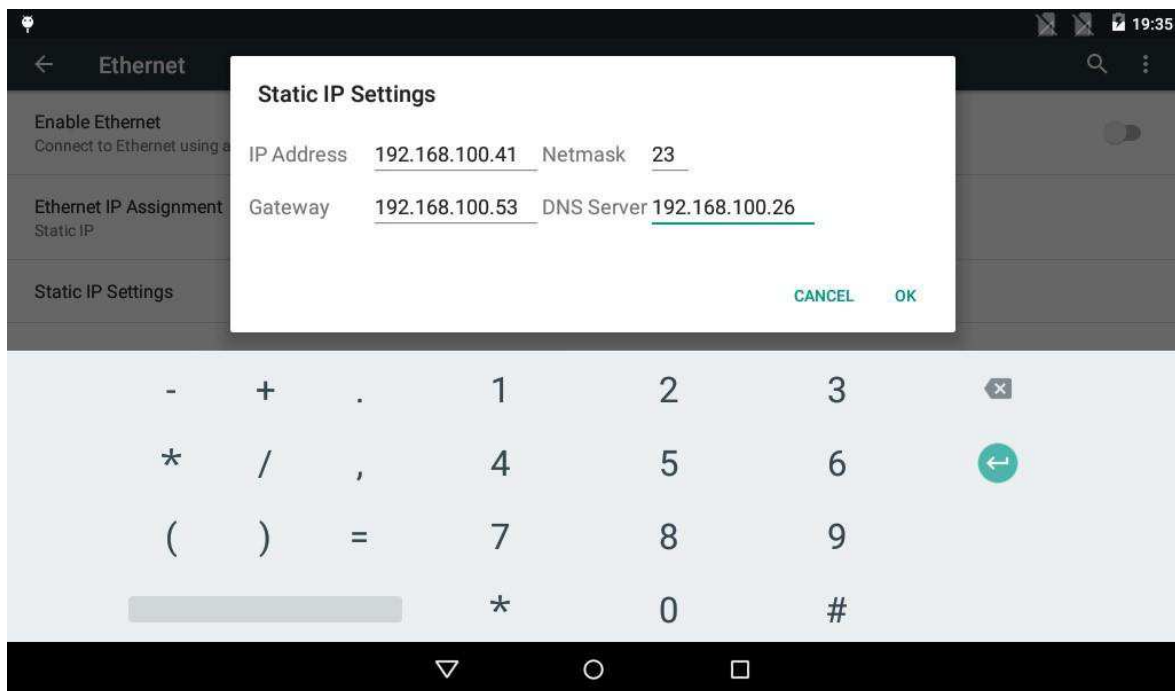 19:35
Ethernet
Static IP Settings
Enable Ethernet
Connect to Ethernet using a
IP Address 192.168.100.41 Netmask 23
Ethernet IP Assignment
Static IP
Gateway 192.168.100.53 DNS Server 192.168.100.26
Static IP Settings
CANCEL OK
- + . 1 2 3
* / , 4 5 6
( ) = 7 8 9
* 0 #